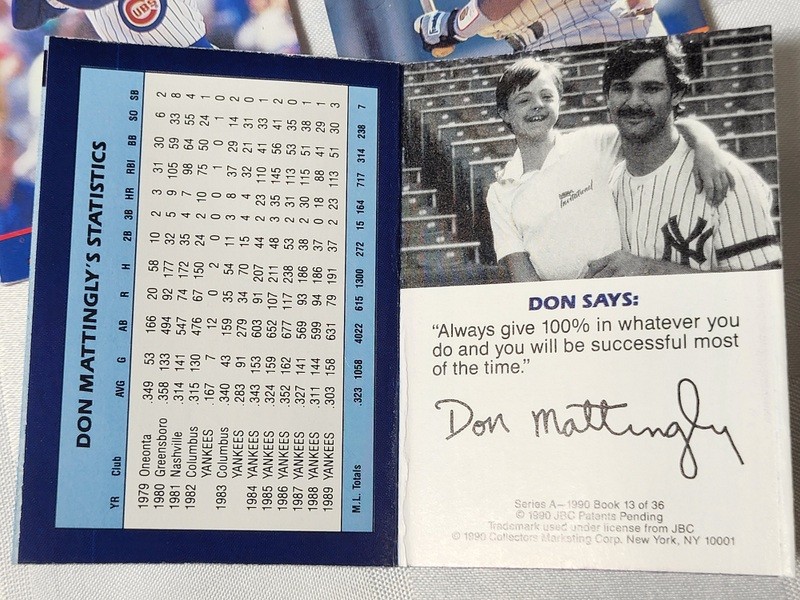 CUBS
DON MATTINGLY'S STATISTICS
YR Club AVG G AB R H 2B 3B HR RBI BB SO SB
1979 Oneonta .349 53 166 20 58 10 2 3 31 30 6 2
1980 Greensboro .358 133 494 92 177 32 5 9 105 59 33 8
1981 Nashville .314 141 547 74 172 35 4 7 98 64 55 4
1982 Columbus .315 130 476 67 150 24 2 10 75 50 24 1
YANKEES .167 7 12 0 2 0 0 0 1 0 1 0
1983 Columbus .340 43 159 35 54 11 3 8 37 29 14 2
YANKEES .283 91 279 34 70 15 4 4 32 21 31 0
1984 YANKEES .343 153 603 91 207 44 2 23 110 41 33 1
1985 YANKEES .324 159 652 107 211 48 3 35 145 56 41 2
1986 YANKEES .352 162 677 117 238 53 2 31 113 53 35 0
1987 YANKEES .327 141 569 93 186 38 2 30 115 51 38 1
1988 YANKEES .311 144 599 94 186 37 0 18 88 41 29 1
1989 YANKEES .303 158 631 79 191 37 2 23 113 51 30 3
M.L. Totals .323 1058 4022 615 1300 272 15 164 717 314 238 7
Invitational
NY
DON SAYS:
"Always give 100% in whatever you
do and you will be successful most
of the time."
Don Mattingly
Series A—1990 Book 13 of 36
© 1990 JBC Patents Pending
Trademark used under license from JBC
© 1990 Collectors Marketing Corp. New York, NY 10001